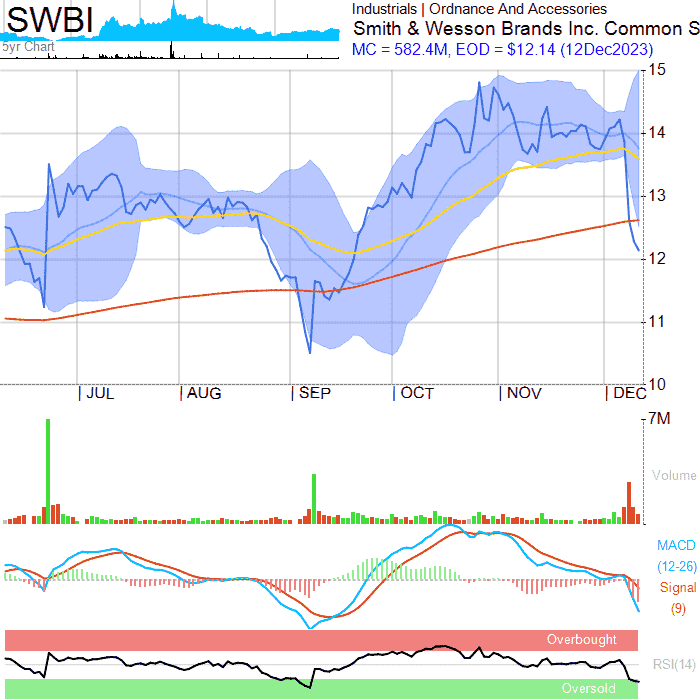 SWBI
5yr Chart
Industrials | Ordnance And Accessories
Smith & Wesson Brands Inc. Common S
MC = 582.4M, EOD = $12.14 (12Dec2023)
15
14
13
12
11
10
| JUL | AUG | SEP | OCT | NOV | DEC
7M
Volume
MACD
(12-26)
Signal
(9)
Overbought
RSI(14)
Oversold